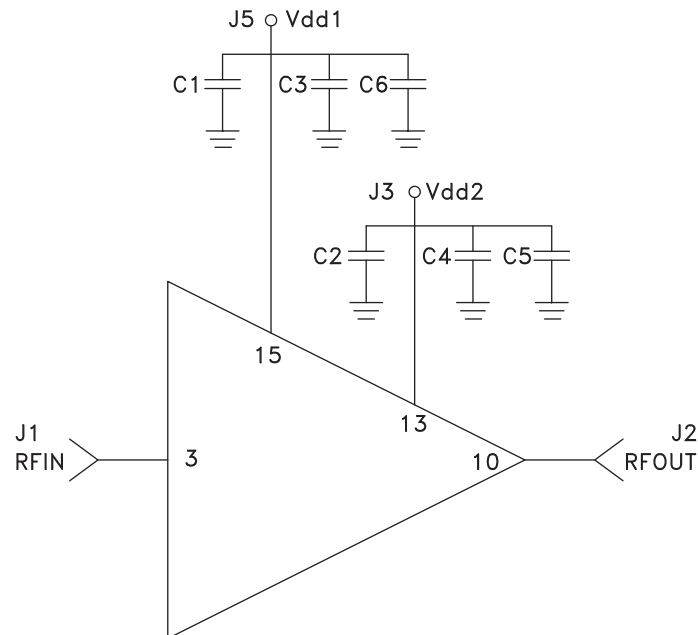 J5 Vdd1
C1 C3 C6
J3 Vdd2
C2 C4 C5
15
13
J1
RFIN
3
10
J2
RFOUT